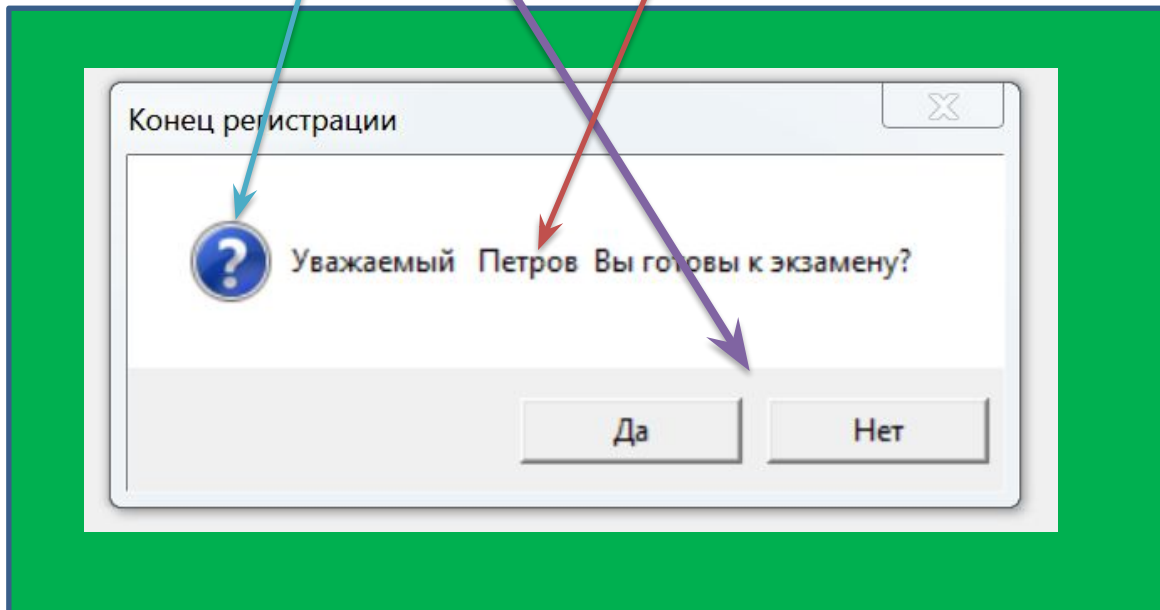 Конец регистрации
Уважаемый Петров Вы готовы к экзамену?
Да Нет